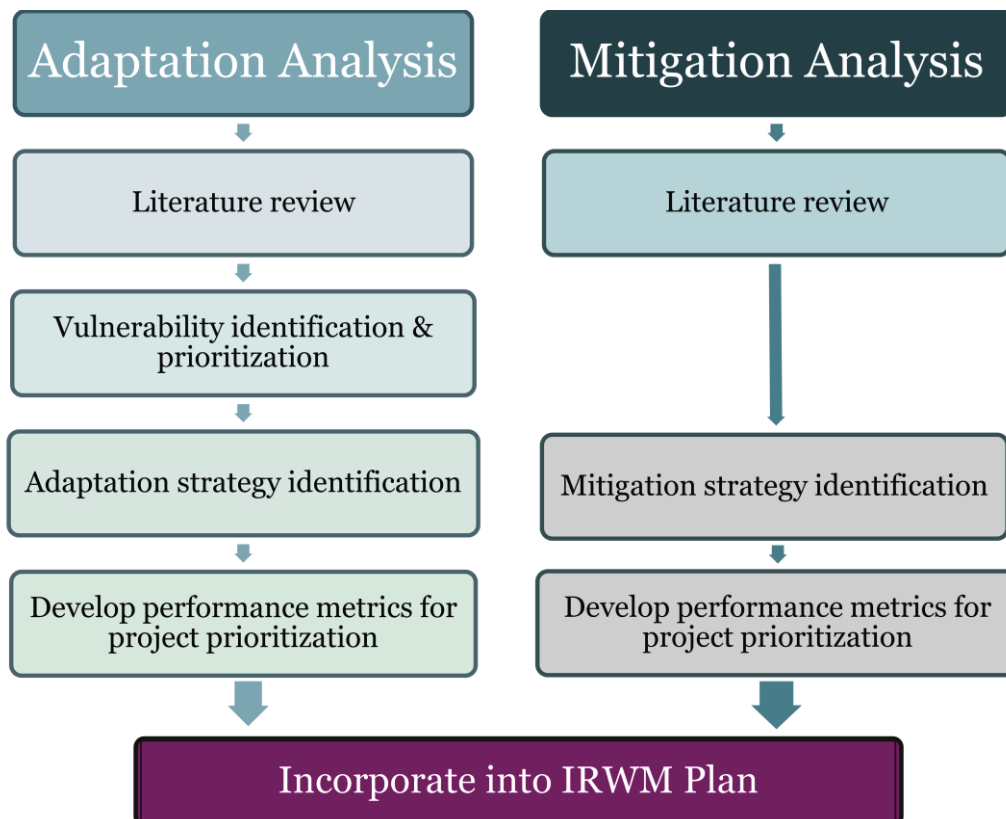 Adaptation Analysis
Literature review
Vulnerability identification &
prioritization
Adaptation strategy identification
Develop performance metrics for
project prioritization
Mitigation Analysis
Literature review
Mitigation strategy identification
Develop performance metrics for
project prioritization
Incorporate into IRWM Plan